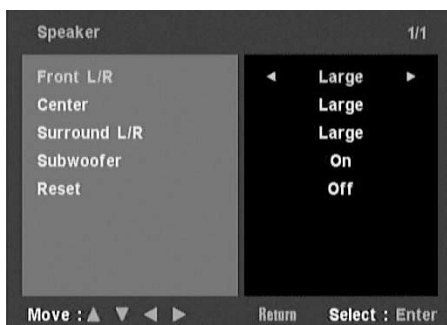 Speaker 1/1
Front L/R ◄ Large ►
Center Large
Surround L/R Large
Subwoofer On
Reset Off
Move : ▲ ▼ ◄ ► Return Select : Enter